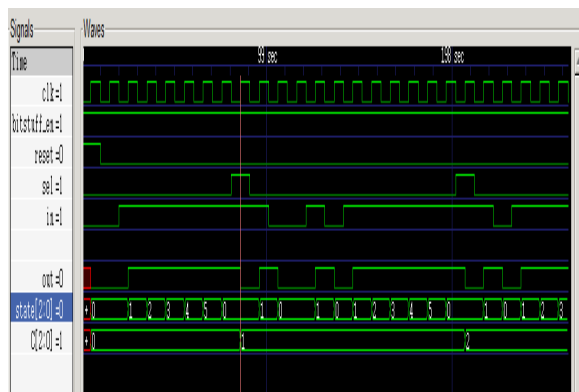 Signals Waves
Time 99 sec 198 sec
clk=1
bitstuff_en=1
reset=0
sel=1
in=1
out=0
state[2:0]=0 + 0 1 2 3 4 5 0 1 0 1 0 1 2 3 4 5 0 1 0 1 2 3
C[2:0]=1 + 0 1 2